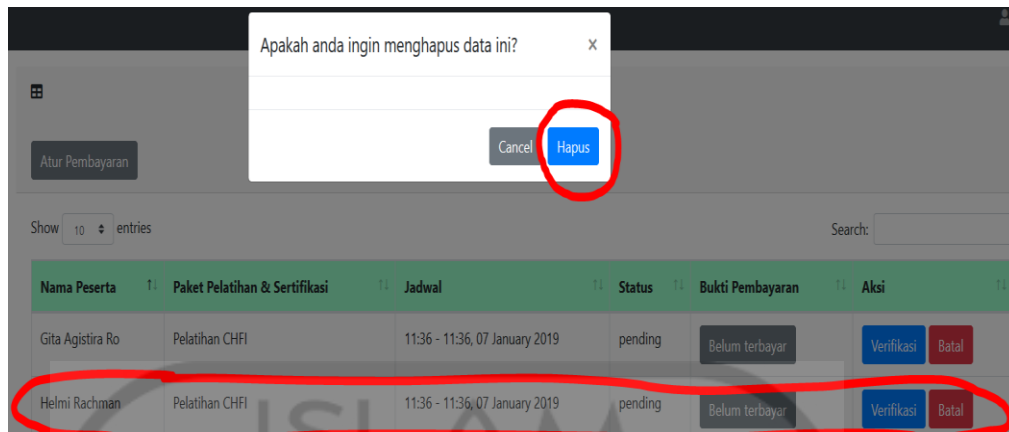 Apakah anda ingin menghapus data ini? ×
Cancel Hapus
Atur Pembayaran
Show 10 entries
Search:
Nama Peserta Paket Pelatihan & Sertifikasi Jadwal Status Bukti Pembayaran Aksi
Gita Agistira Ro Pelatihan CHFI 11:36 - 11:36, 07 January 2019 pending Belum terbayar Verifikasi Batal
Helmi Rachman Pelatihan CHFI 11:36 - 11:36, 07 January 2019 pending Belum terbayar Verifikasi Batal
ISLAM